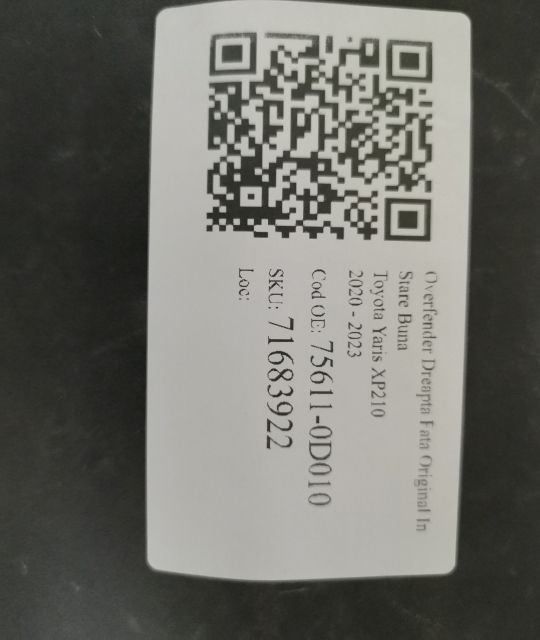 Overfender Dreapta Fata Original In
Stare Buna
Toyota Yaris XP210
2020 - 2023
Cod OE: 75611-0D010
SKU: 71683922
Loc: